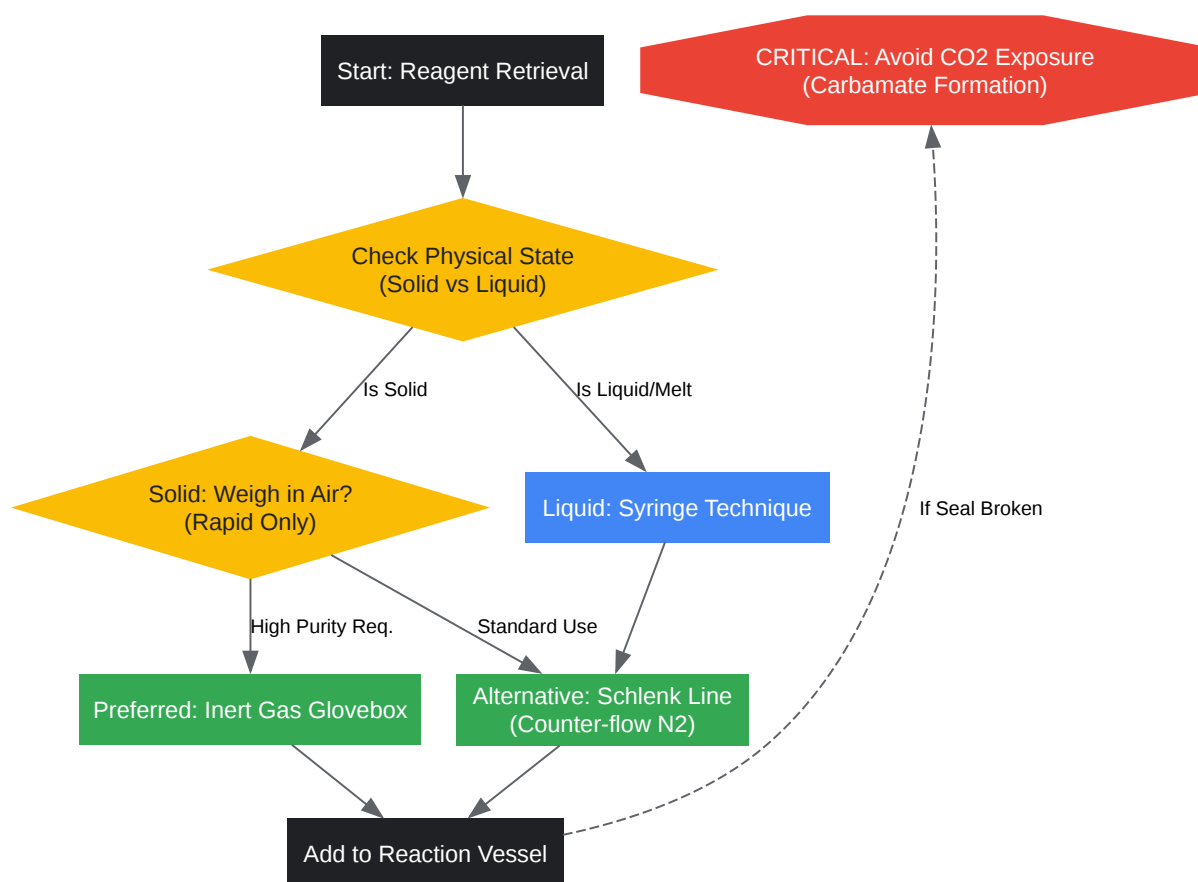 Start: Reagent Retrieval
CRITICAL: Avoid CO2 Exposure
(Carbamate Formation)
Check Physical State
(Solid vs Liquid)
Is Solid
Is Liquid/Melt
Solid: Weigh in Air?
(Rapid Only)
Liquid: Syringe Technique
If Seal Broken
High Purity Req.
Standard Use
Preferred: Inert Gas Glovebox
Alternative: Schlenk Line
(Counter-flow N2)
Add to Reaction Vessel